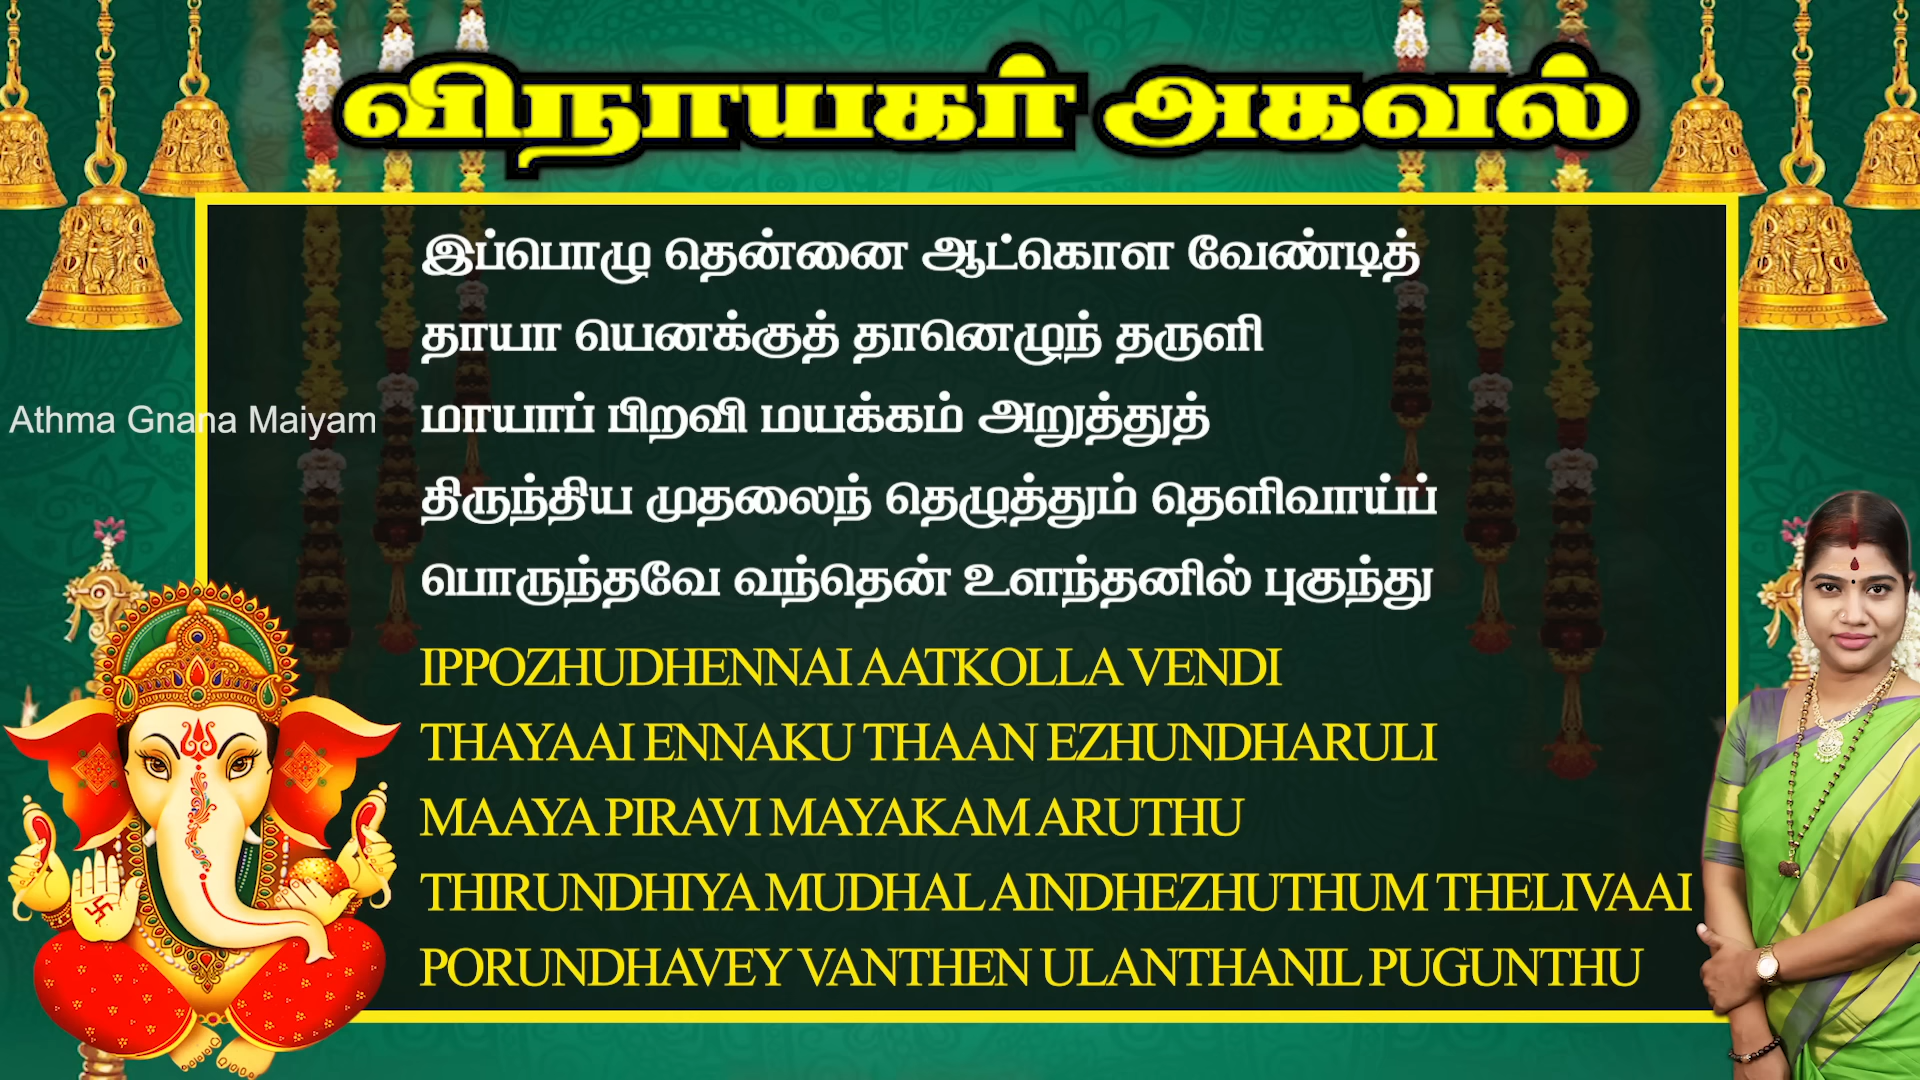 விநாயகர் அகவல்
இப்பொழு தென்னை ஆட்கொள வேண்டித்
தாயா யெனக்குத் தானெழுந் தருளி
Athma Gnana Maiyam
மாயாப் பிறவி மயக்கம் அறுத்துத்
திருந்திய முதலைந் தெழுத்தும் தெளிவாய்ப்
பொருந்தவே வந்தென் உளந்தனில் புகுந்து
IPPOZHUDHENNAI AATKOLLA VENDI
THAYAAI ENNAKU THAAN EZHUNDHARULI
MAAYA PIRAVI MAYAKAM ARUTHU
THIRUNDHIYA MUDHAL AINDHEZHUTHUM THELIVAAI
PORUNDHAVEY VANTHEN ULANTHANIL PUGUNTHU